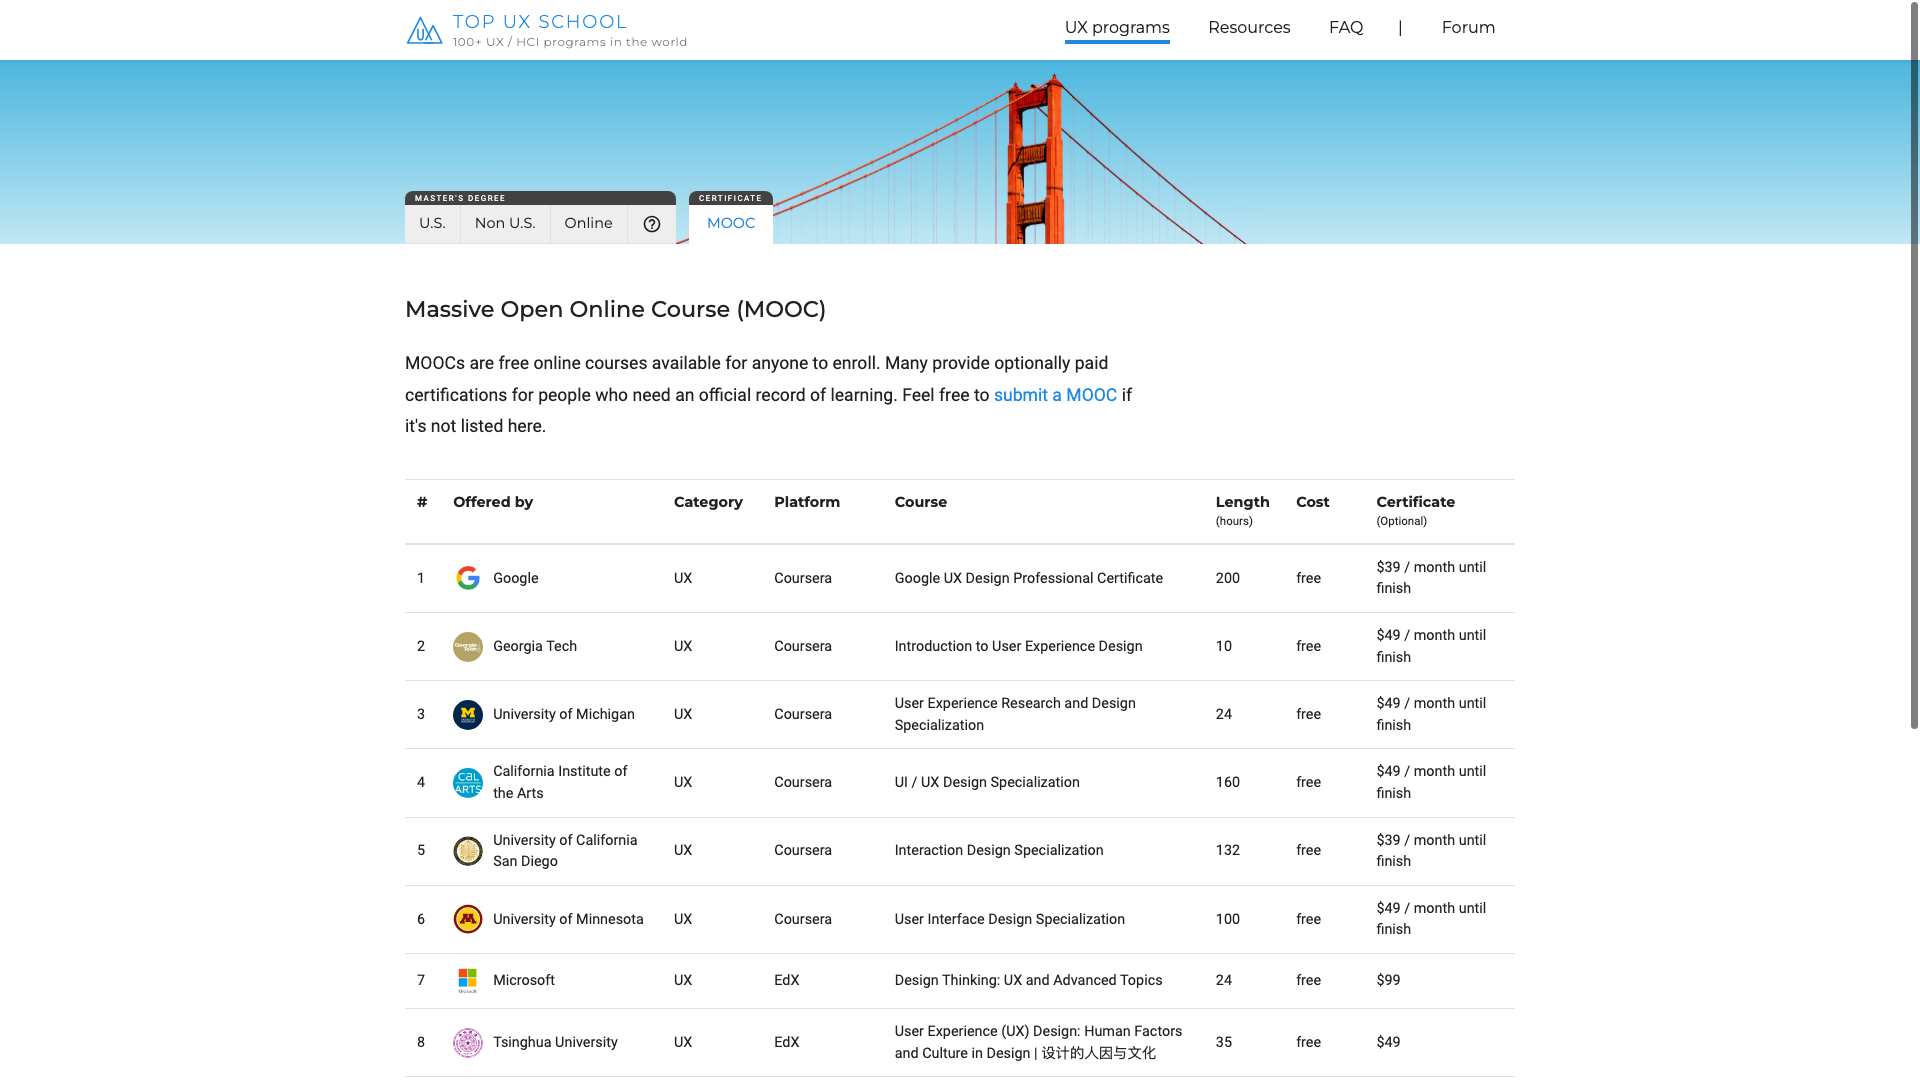 TOP UX SCHOOL
100+ UX / HCI programs in the world
UX programs
Resources
FAQ
|
Forum
MASTER'S DEGREE
CERTIFICATE
U.S.
Non U.S.
Online
MOOC
Massive Open Online Course (MOOC)
MOOCs are free online courses available for anyone to enroll. Many provide optionally paid
certifications for people who need an official record of learning. Feel free to submit a MOOC if
it's not listed here.
# Offered by Category Platform Course Length Cost Certificate
(hours) (Optional)
1 Google UX Coursera Google UX Design Professional Certificate 200 free $39 / month until
finish
2 Georgia Tech UX Coursera Introduction to User Experience Design 10 free $49 / month until
finish
3 University of Michigan UX Coursera User Experience Research and Design
Specialization 24 free $49 / month until
finish
4 California Institute of
the Arts UX Coursera UI / UX Design Specialization 160 free $49 / month until
finish
5 University of California
San Diego UX Coursera Interaction Design Specialization 132 free $39 / month until
finish
6 University of Minnesota UX Coursera User Interface Design Specialization 100 free $49 / month until
finish
7 Microsoft UX EdX Design Thinking: UX and Advanced Topics 24 free $99
8 Tsinghua University UX EdX User Experience (UX) Design: Human Factors
and Culture in Design | 设计的人因与文化 35 free $49